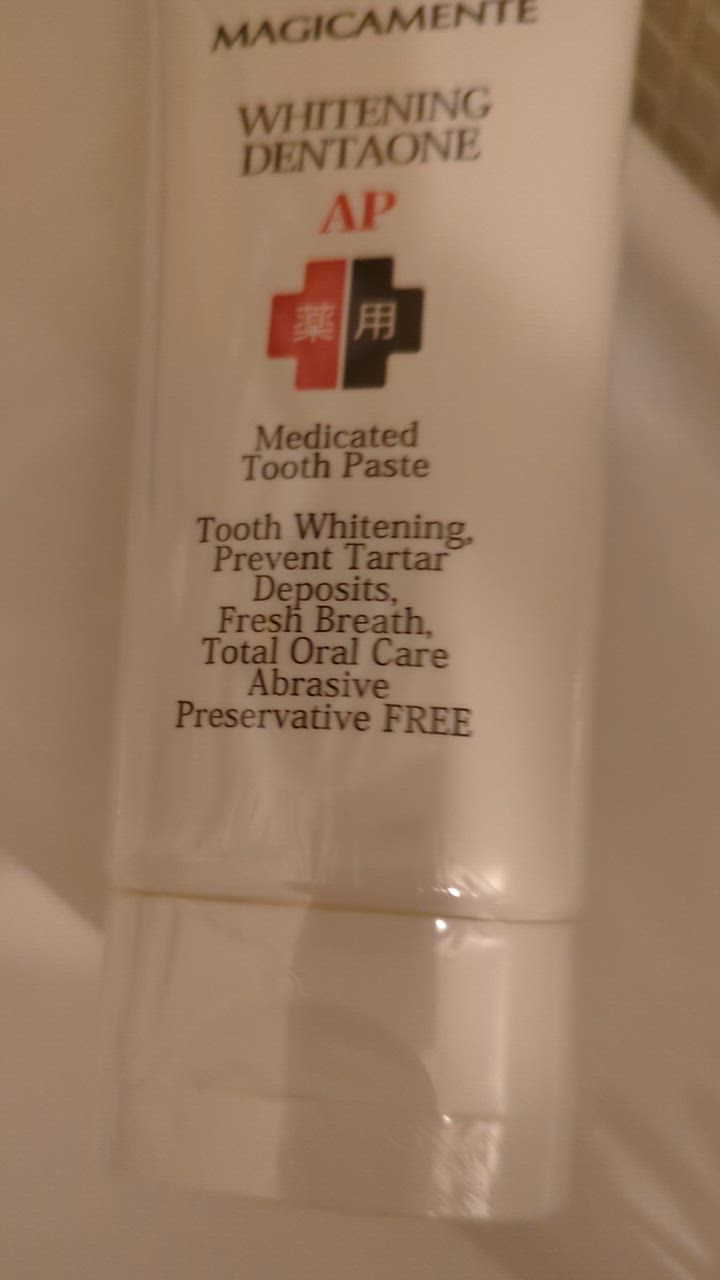 MAGICAMENTE
WHITENING
DENTAONE
AP
薬用
Medicated
Tooth Paste
Tooth Whitening,
Prevent Tartar
Deposits,
Fresh Breath,
Total Oral Care
Abrasive
Preservative FREE